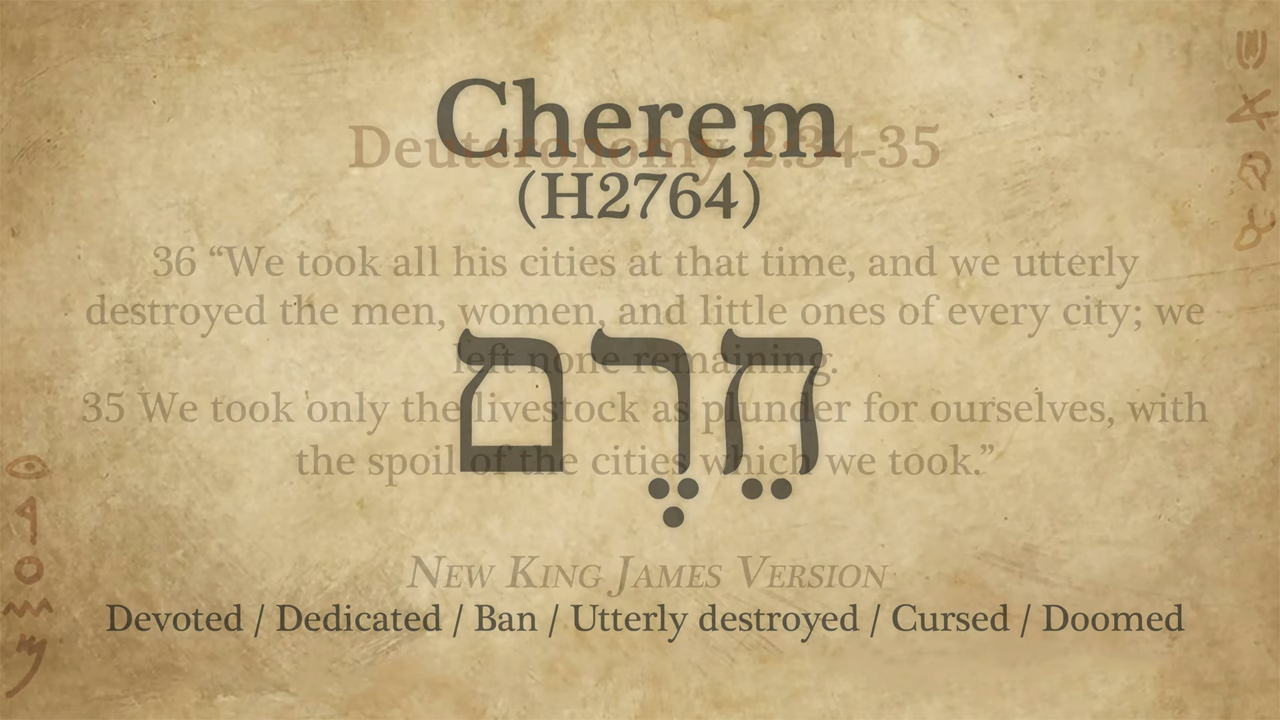 Cherem
Deuteronomy 2:34-35
(H2764)
36 “We took all his cities at that time, and we utterly
destroyed the men, women, and little ones of every city; we
left none remaining.
35 We took only the livestock as plunder for ourselves, with
the spoil of the cities which we took.”
חֵרֶם
New King James Version
Devoted / Dedicated / Ban / Utterly destroyed / Cursed / Doomed